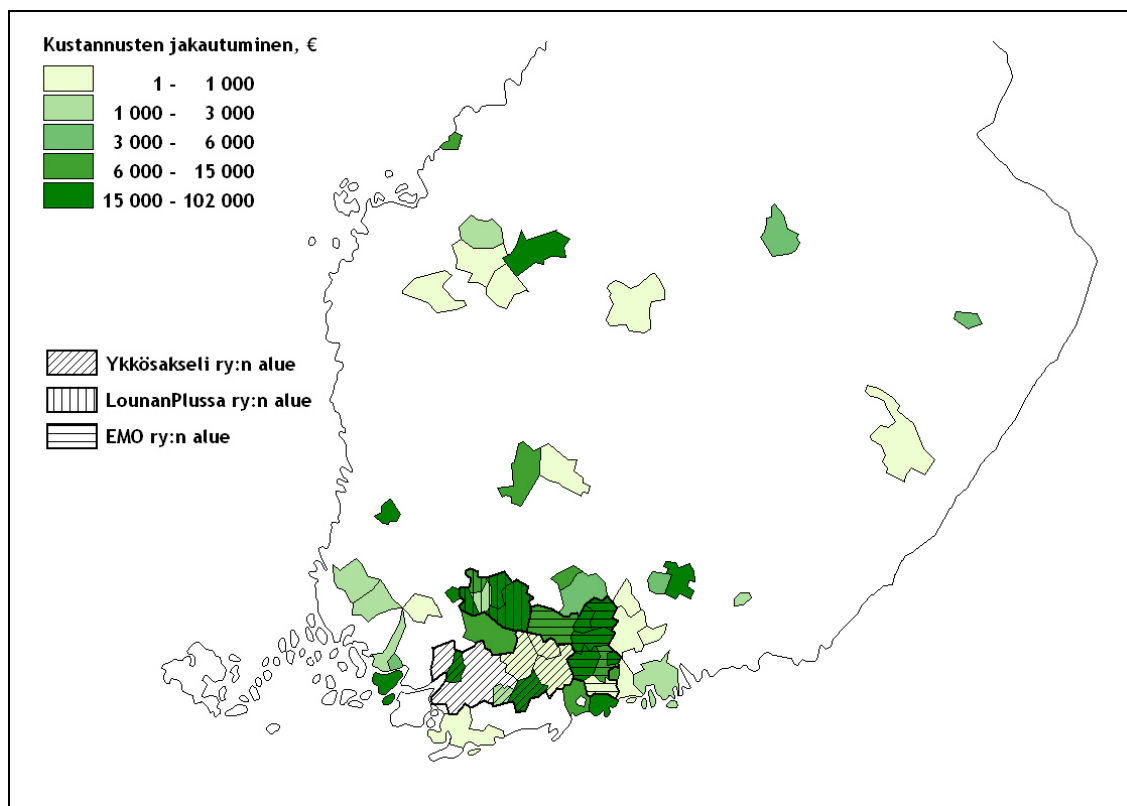 Kustannusten jakautuminen, €
1 - 1 000
1 000 - 3 000
3 000 - 6 000
6 000 - 15 000
15 000 - 102 000
Ykkösakseli ry:n alue
LounanPlussa ry:n alue
EMO ry:n alue